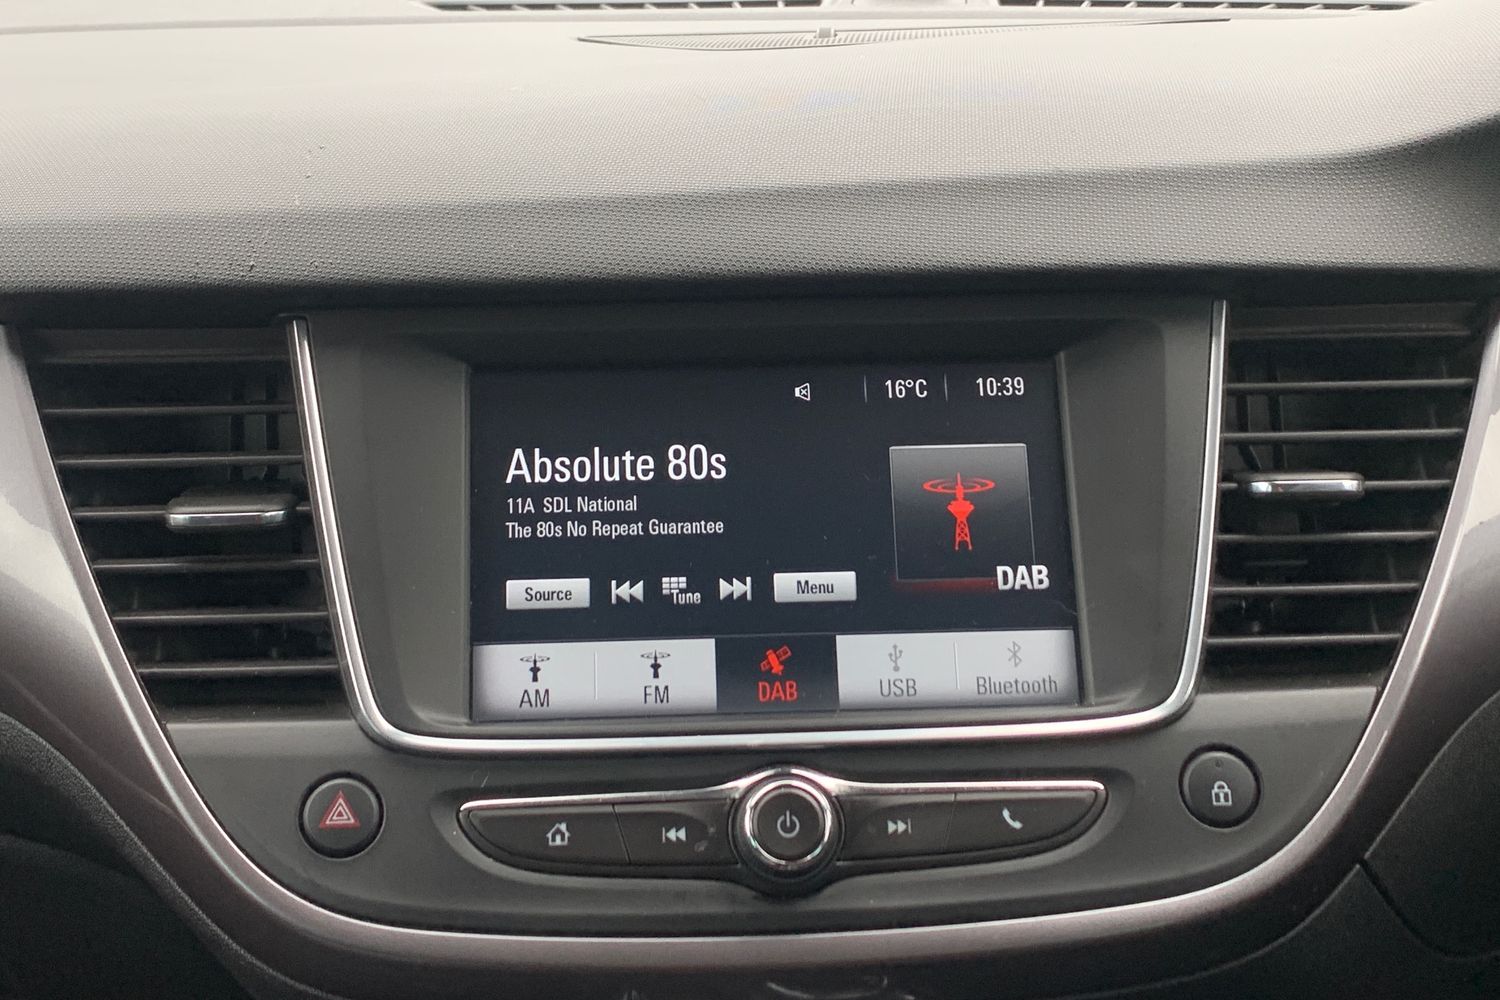 16°C 10:39
Absolute 80s
11A SDL National
The 80s No Repeat Guarantee
DAB
Source Tune Menu
AM FM DAB USB Bluetooth